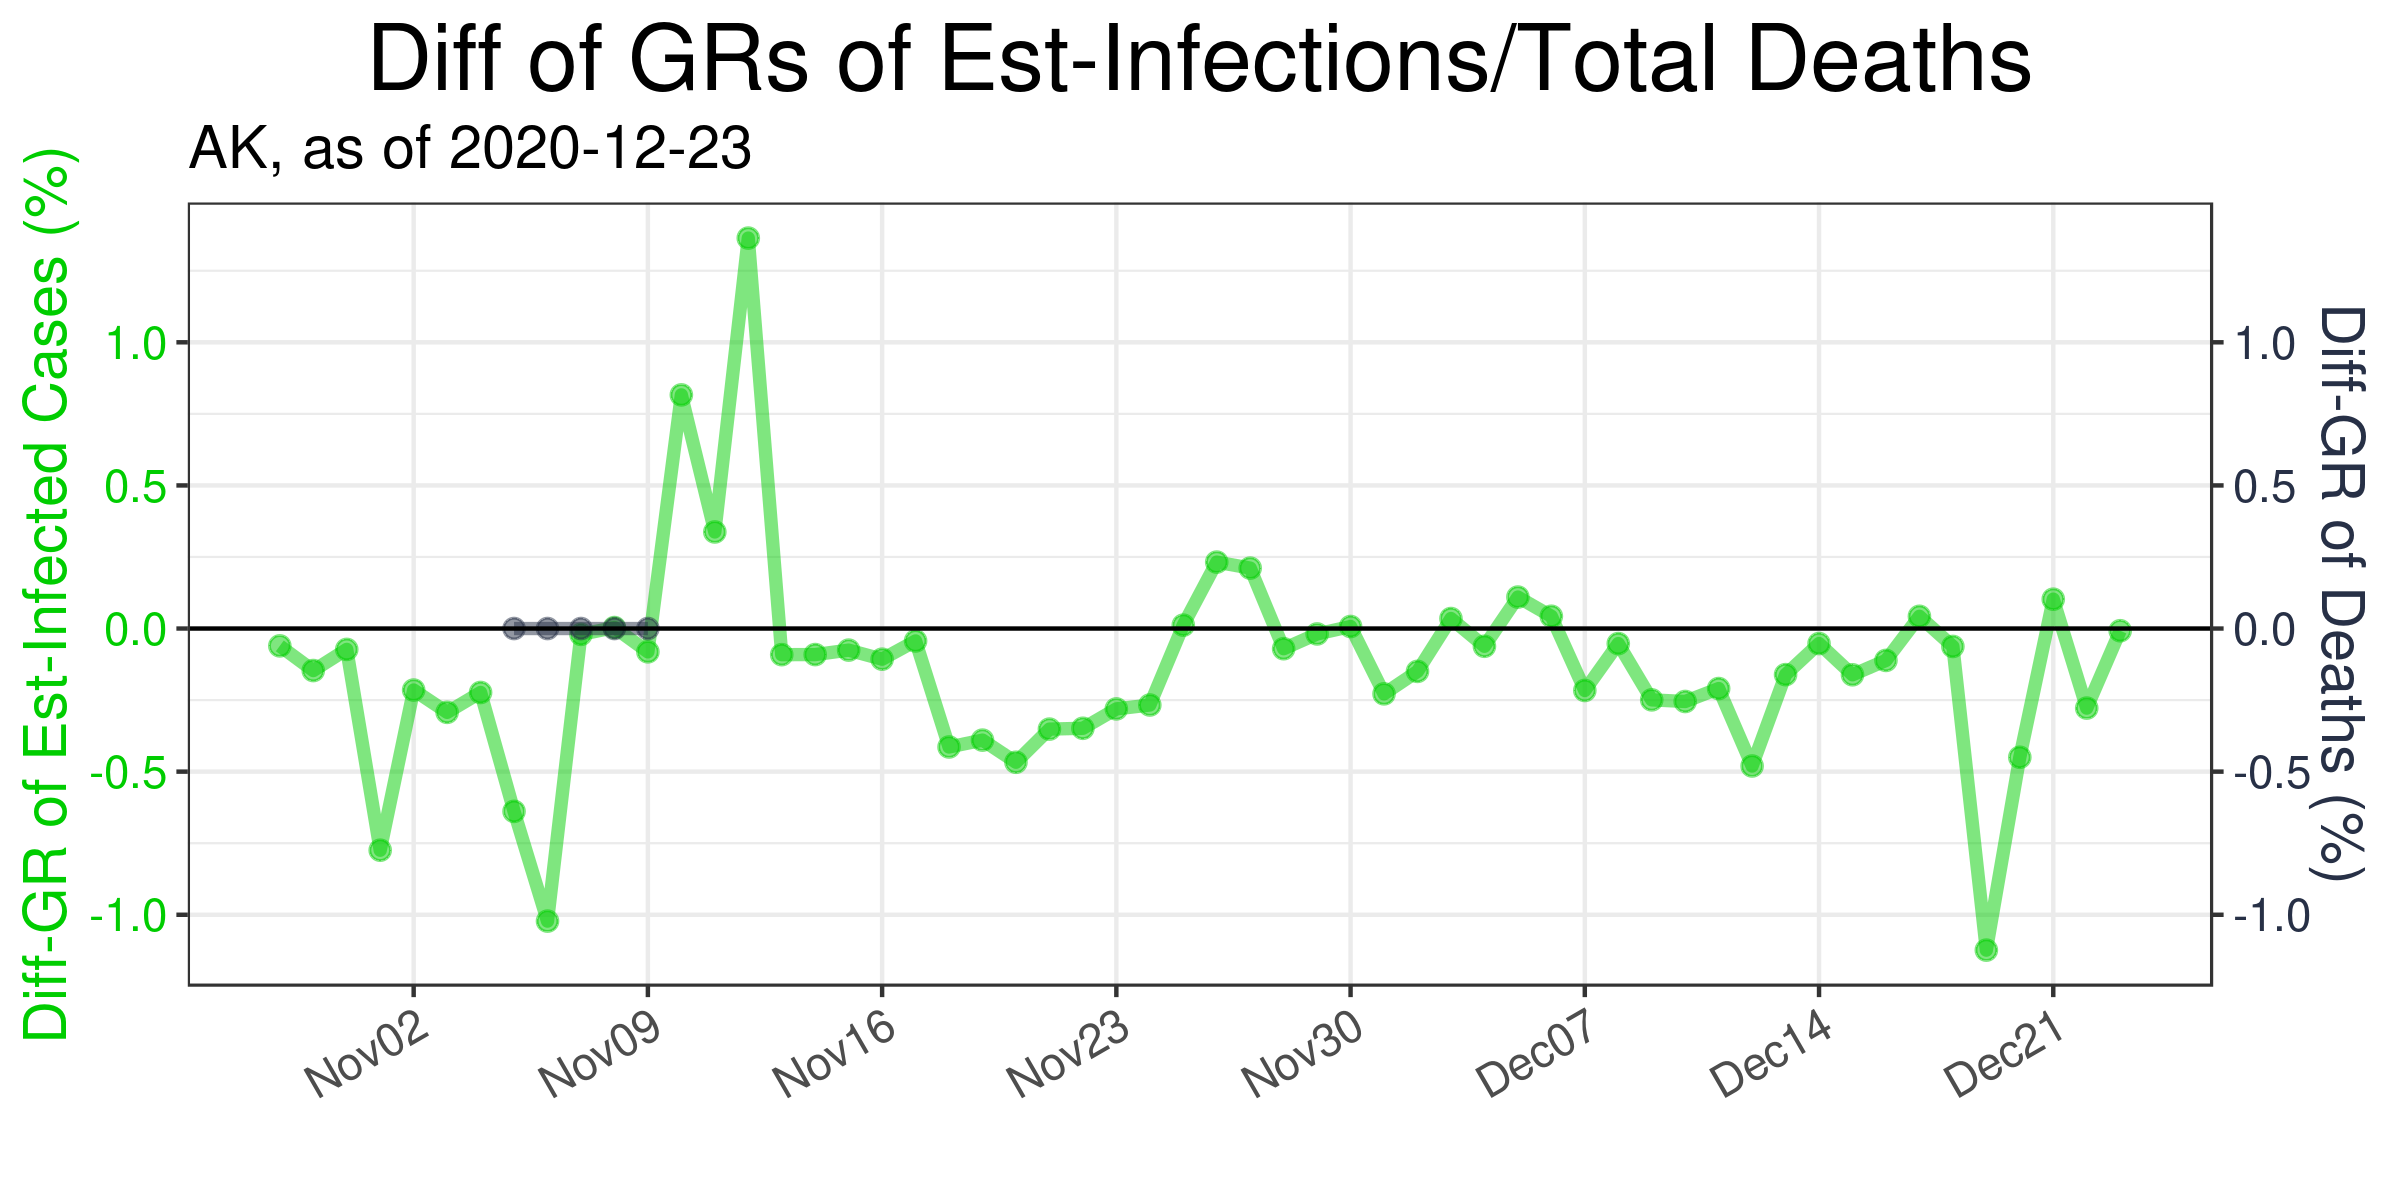 Diff of GRs of Est-Infections/Total Deaths
AK, as of 2020-12-23
Diff-GR of Est-Infected Cases (%)
1.0
0.5
0.0
-0.5
-1.0
1.0
0.5
0.0
-0.5
-1.0
Diff-GR of Deaths (%)
Nov02
Nov09
Nov16
Nov23
Nov30
Dec07
Dec14
Dec21